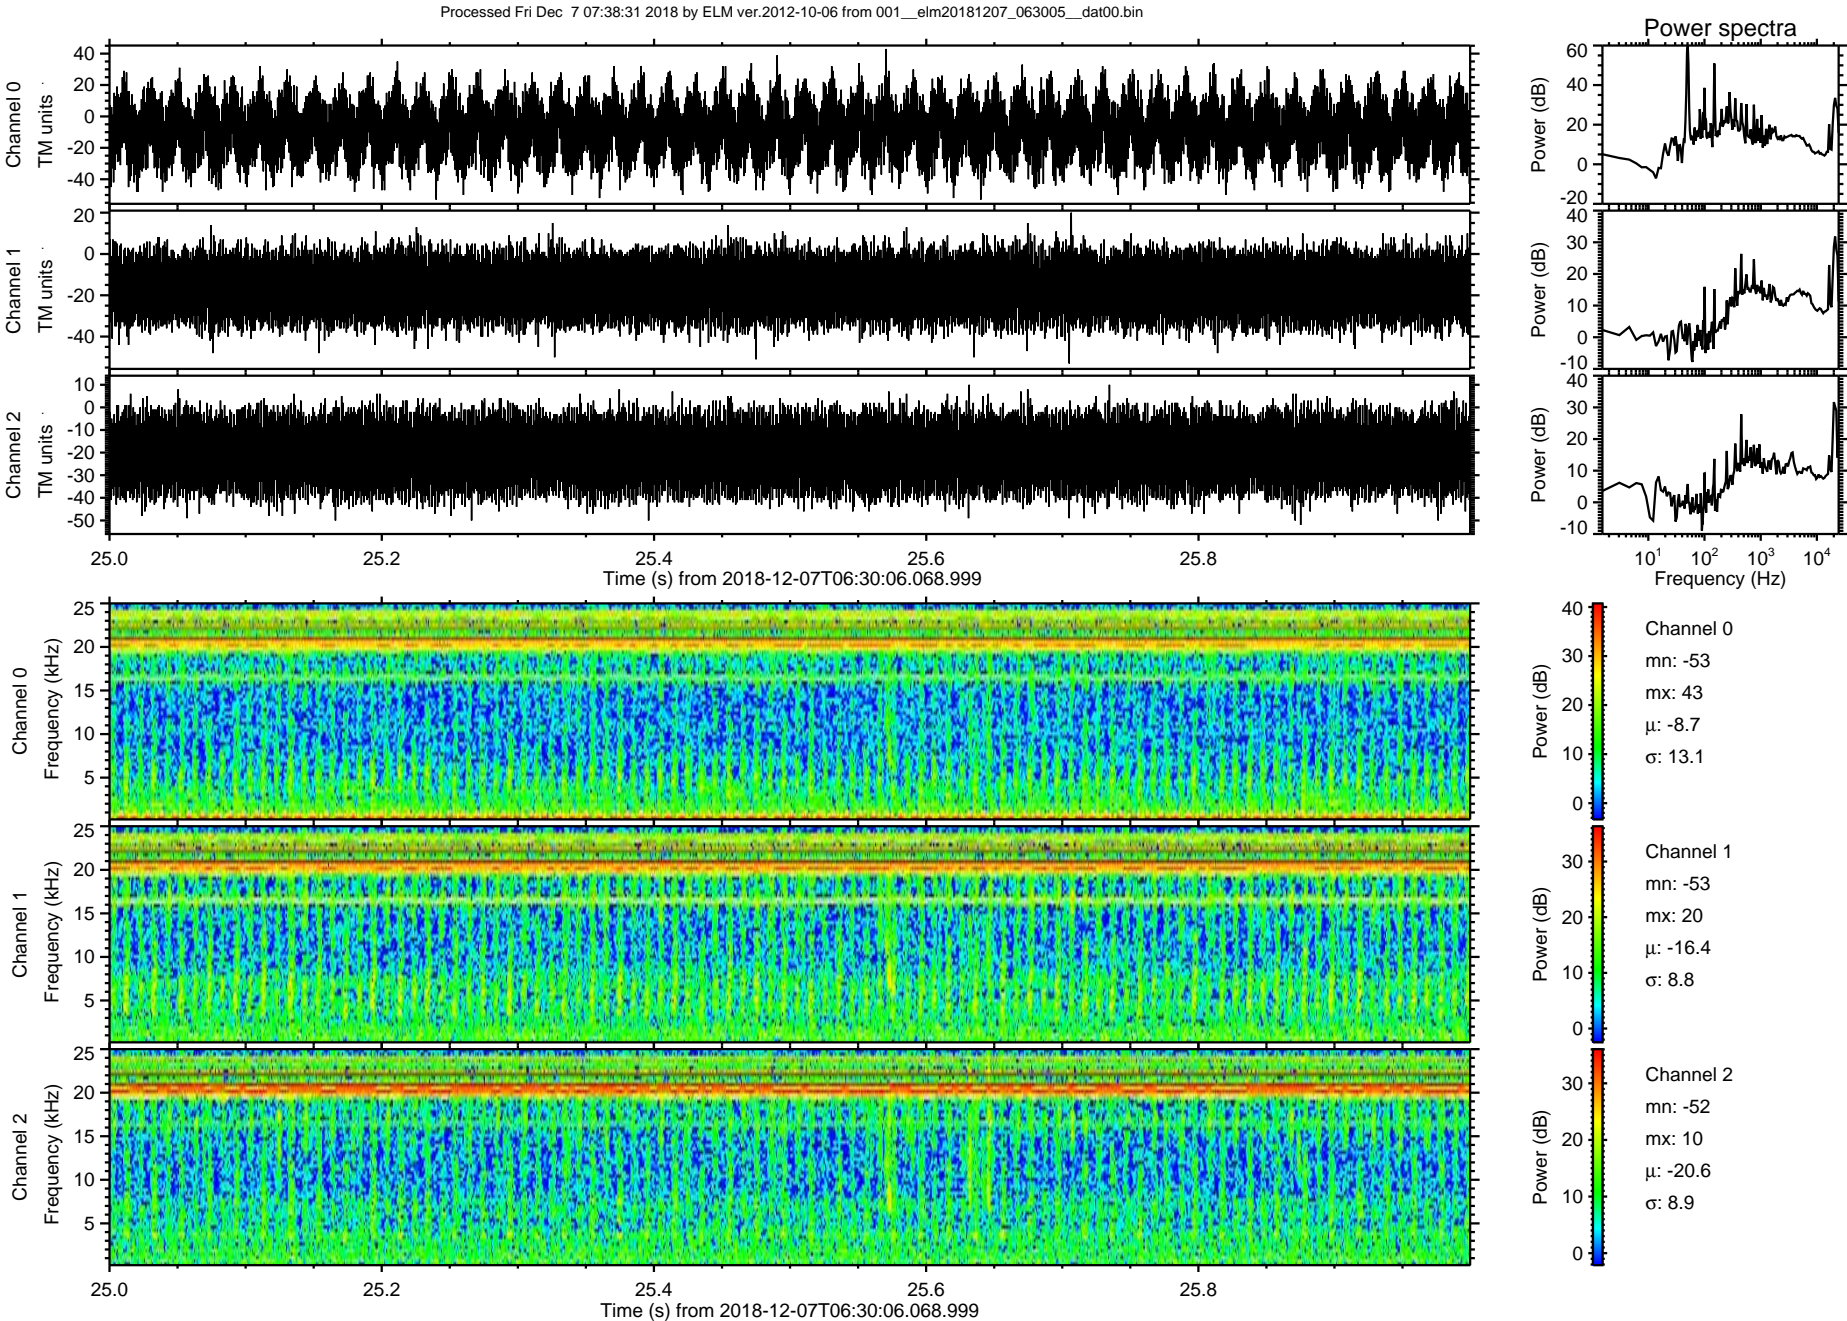 Processed Fri Dec  7 07:38:31 2018 by ELM ver.2012-10-06 from 001__elm20181207_063005__dat00.bin
Power spectra
Channel 0
TM units
40
20
0
-20
-40
Power (dB)
60
40
20
0
-20
Channel 1
TM units
20
0
-20
-40
Power (dB)
40
30
20
10
0
-10
Channel 2
TM units
10
0
-10
-20
-30
-40
-50
Power (dB)
40
30
20
10
0
-10
25.0 25.2 25.4 25.6 25.8
Time (s) from 2018-12-07T06:30:06.068.999
10^1 10^2 10^3 10^4
Frequency (Hz)
Channel 0
Frequency (kHz)
25
20
15
10
5
Power (dB)
40
30
20
10
0
Channel 0
mn: -53
mx: 43
μ: -8.7
σ: 13.1
Channel 1
Frequency (kHz)
25
20
15
10
5
Power (dB)
30
20
10
0
Channel 1
mn: -53
mx: 20
μ: -16.4
σ: 8.8
Channel 2
Frequency (kHz)
25
20
15
10
5
Power (dB)
30
20
10
0
Channel 2
mn: -52
mx: 10
μ: -20.6
σ: 8.9
25.0 25.2 25.4 25.6 25.8
Time (s) from 2018-12-07T06:30:06.068.999